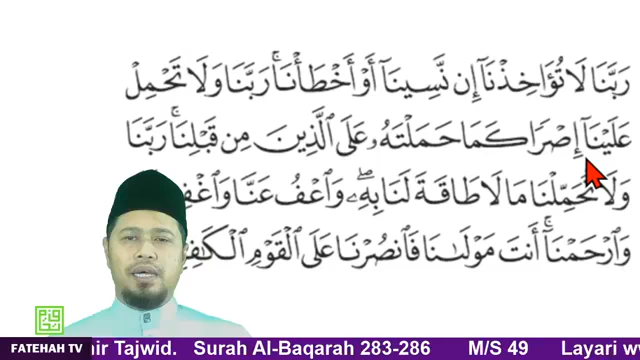 رَبَّنَا لَا تُؤَاخِذْنَآ إِن نَّسِينَآ أَوْ أَخْطَأْنَاۚ رَبَّنَا وَلَا تَحْمِلْ
عَلَيْنَآ إِصْرًا كَمَا حَمَلْتَهُۥ عَلَى ٱلَّذِينَ مِن قَبْلِنَاۚ رَبَّنَا
وَلَا تُحَمِّلْنَا مَا لَا طَاقَةَ لَنَا بِهِۦۖ وَٱعْفُ عَنَّا وَٱغْفِ
وَٱرْحَمْنَآۚ أَنتَ مَوْلَىٰنَا فَٱنصُرْنَا عَلَى ٱلْقَوْمِ ٱلْكَٰفِ
FATEHAH TV
Tajwid. Surah Al-Baqarah 283-286 M/S 49 Layari